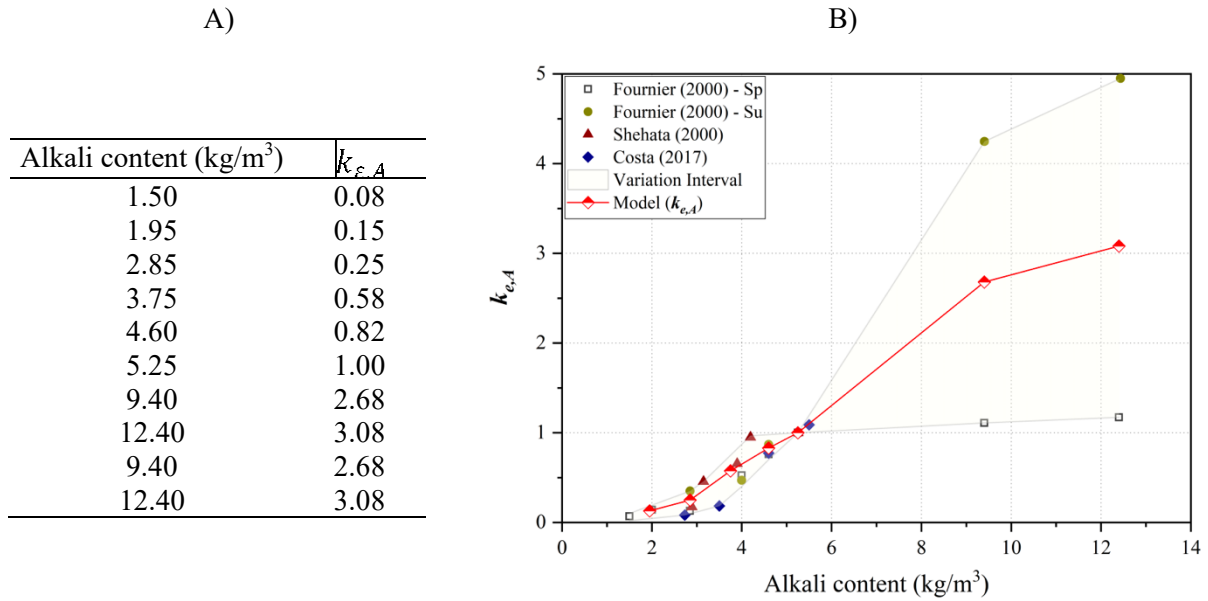 A)
B)
Alkali content (kg/m³) kε,A
1.50 0.08
1.95 0.15
2.85 0.25
3.75 0.58
4.60 0.82
5.25 1.00
9.40 2.68
12.40 3.08
9.40 2.68
12.40 3.08
5
4
3
2
1
0
ke,A
Fournier (2000) - Sp
Fournier (2000) - Su
Shehata (2000)
Costa (2017)
Variation Interval
Model (ke,A)
0 2 4 6 8 10 12 14
Alkali content (kg/m³)